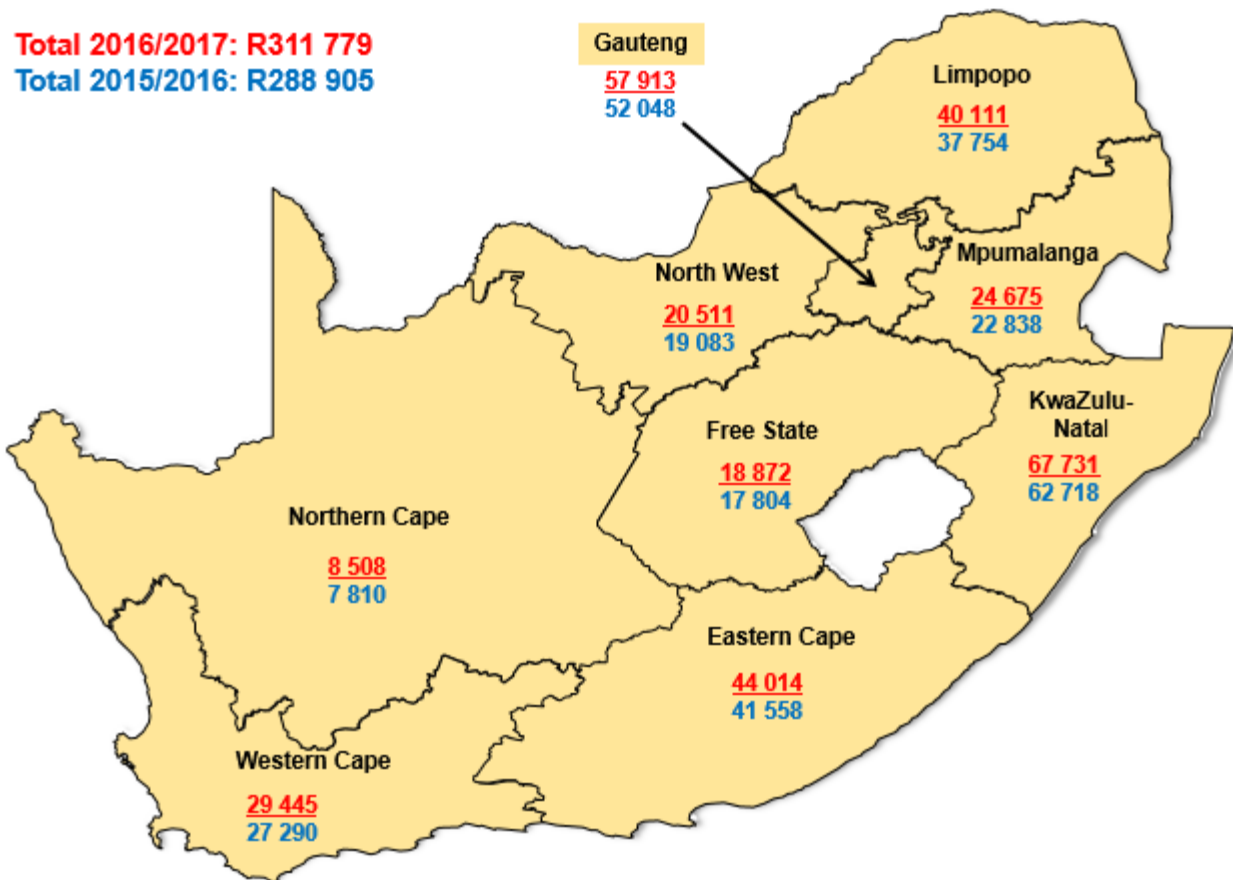 Total 2016/2017: R311 779
Total 2015/2016: R288 905
Gauteng
57 913
52 048
Limpopo
40 111
37 754
North West
20 511
19 083
Mpumalanga
24 675
22 838
Free State
18 872
17 804
KwaZulu-
Natal
67 731
62 718
Northern Cape
8 508
7 810
Eastern Cape
44 014
41 558
Western Cape
29 445
27 290